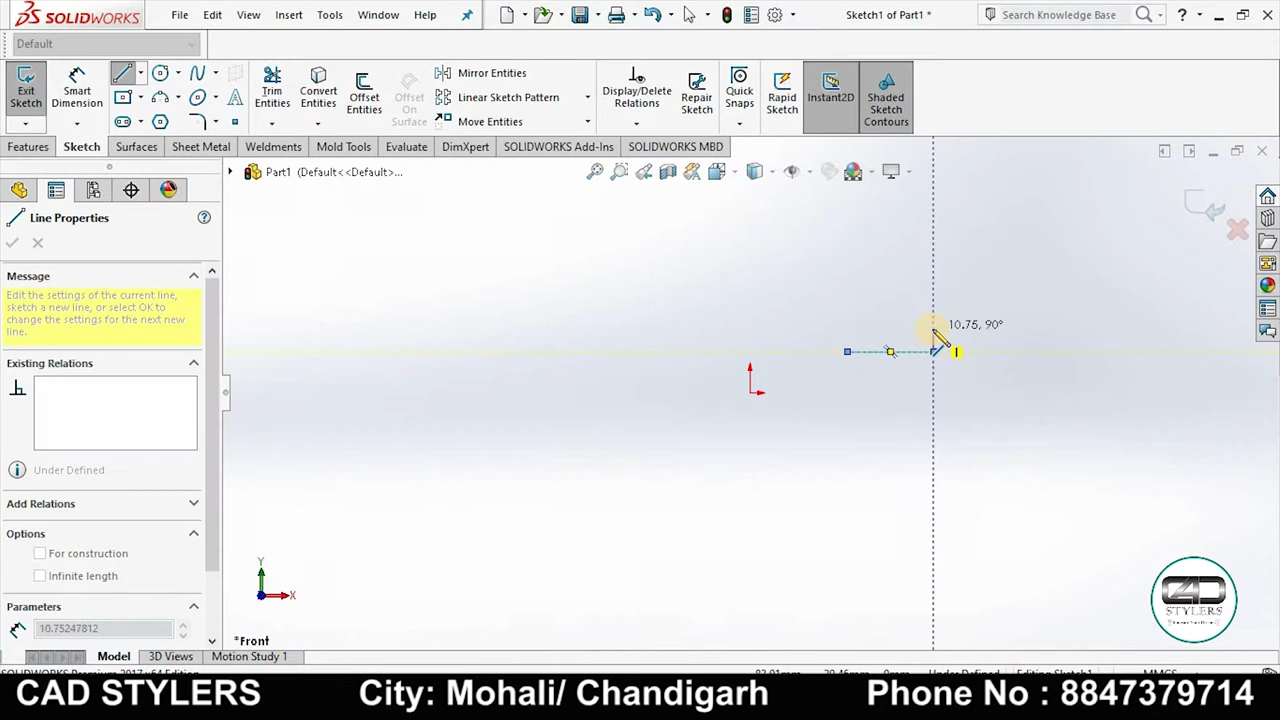 SOLIDWORKS File Edit View Insert Tools Window Help Sketch1 of Part1 * Search Knowledge Base
Default
Exit Sketch
Smart Dimension
Trim Entities
Convert Entities
Offset Entities
Offset On Surface
Mirror Entities
Linear Sketch Pattern
Move Entities
Display/Delete Relations
Repair Sketch
Quick Snaps
Rapid Sketch
Instant2D
Shaded Sketch Contours
Features Sketch Surfaces Sheet Metal Weldments Mold Tools Evaluate DimXpert SOLIDWORKS Add-Ins SOLIDWORKS MBD
Part1 (Default<<Default>...
Line Properties
Message
Edit the settings of the current line,
sketch a new line, or select OK to
change the settings for the next new
line.
10.75, 90°
Existing Relations
Under Defined
Add Relations
Options
For construction
Infinite length
Parameters
10.75247812
Y
X
*Front
STYLERS
Model 3D Views Motion Study 1
CAD STYLERS City: Mohali/ Chandigarh Phone No : 8847379714